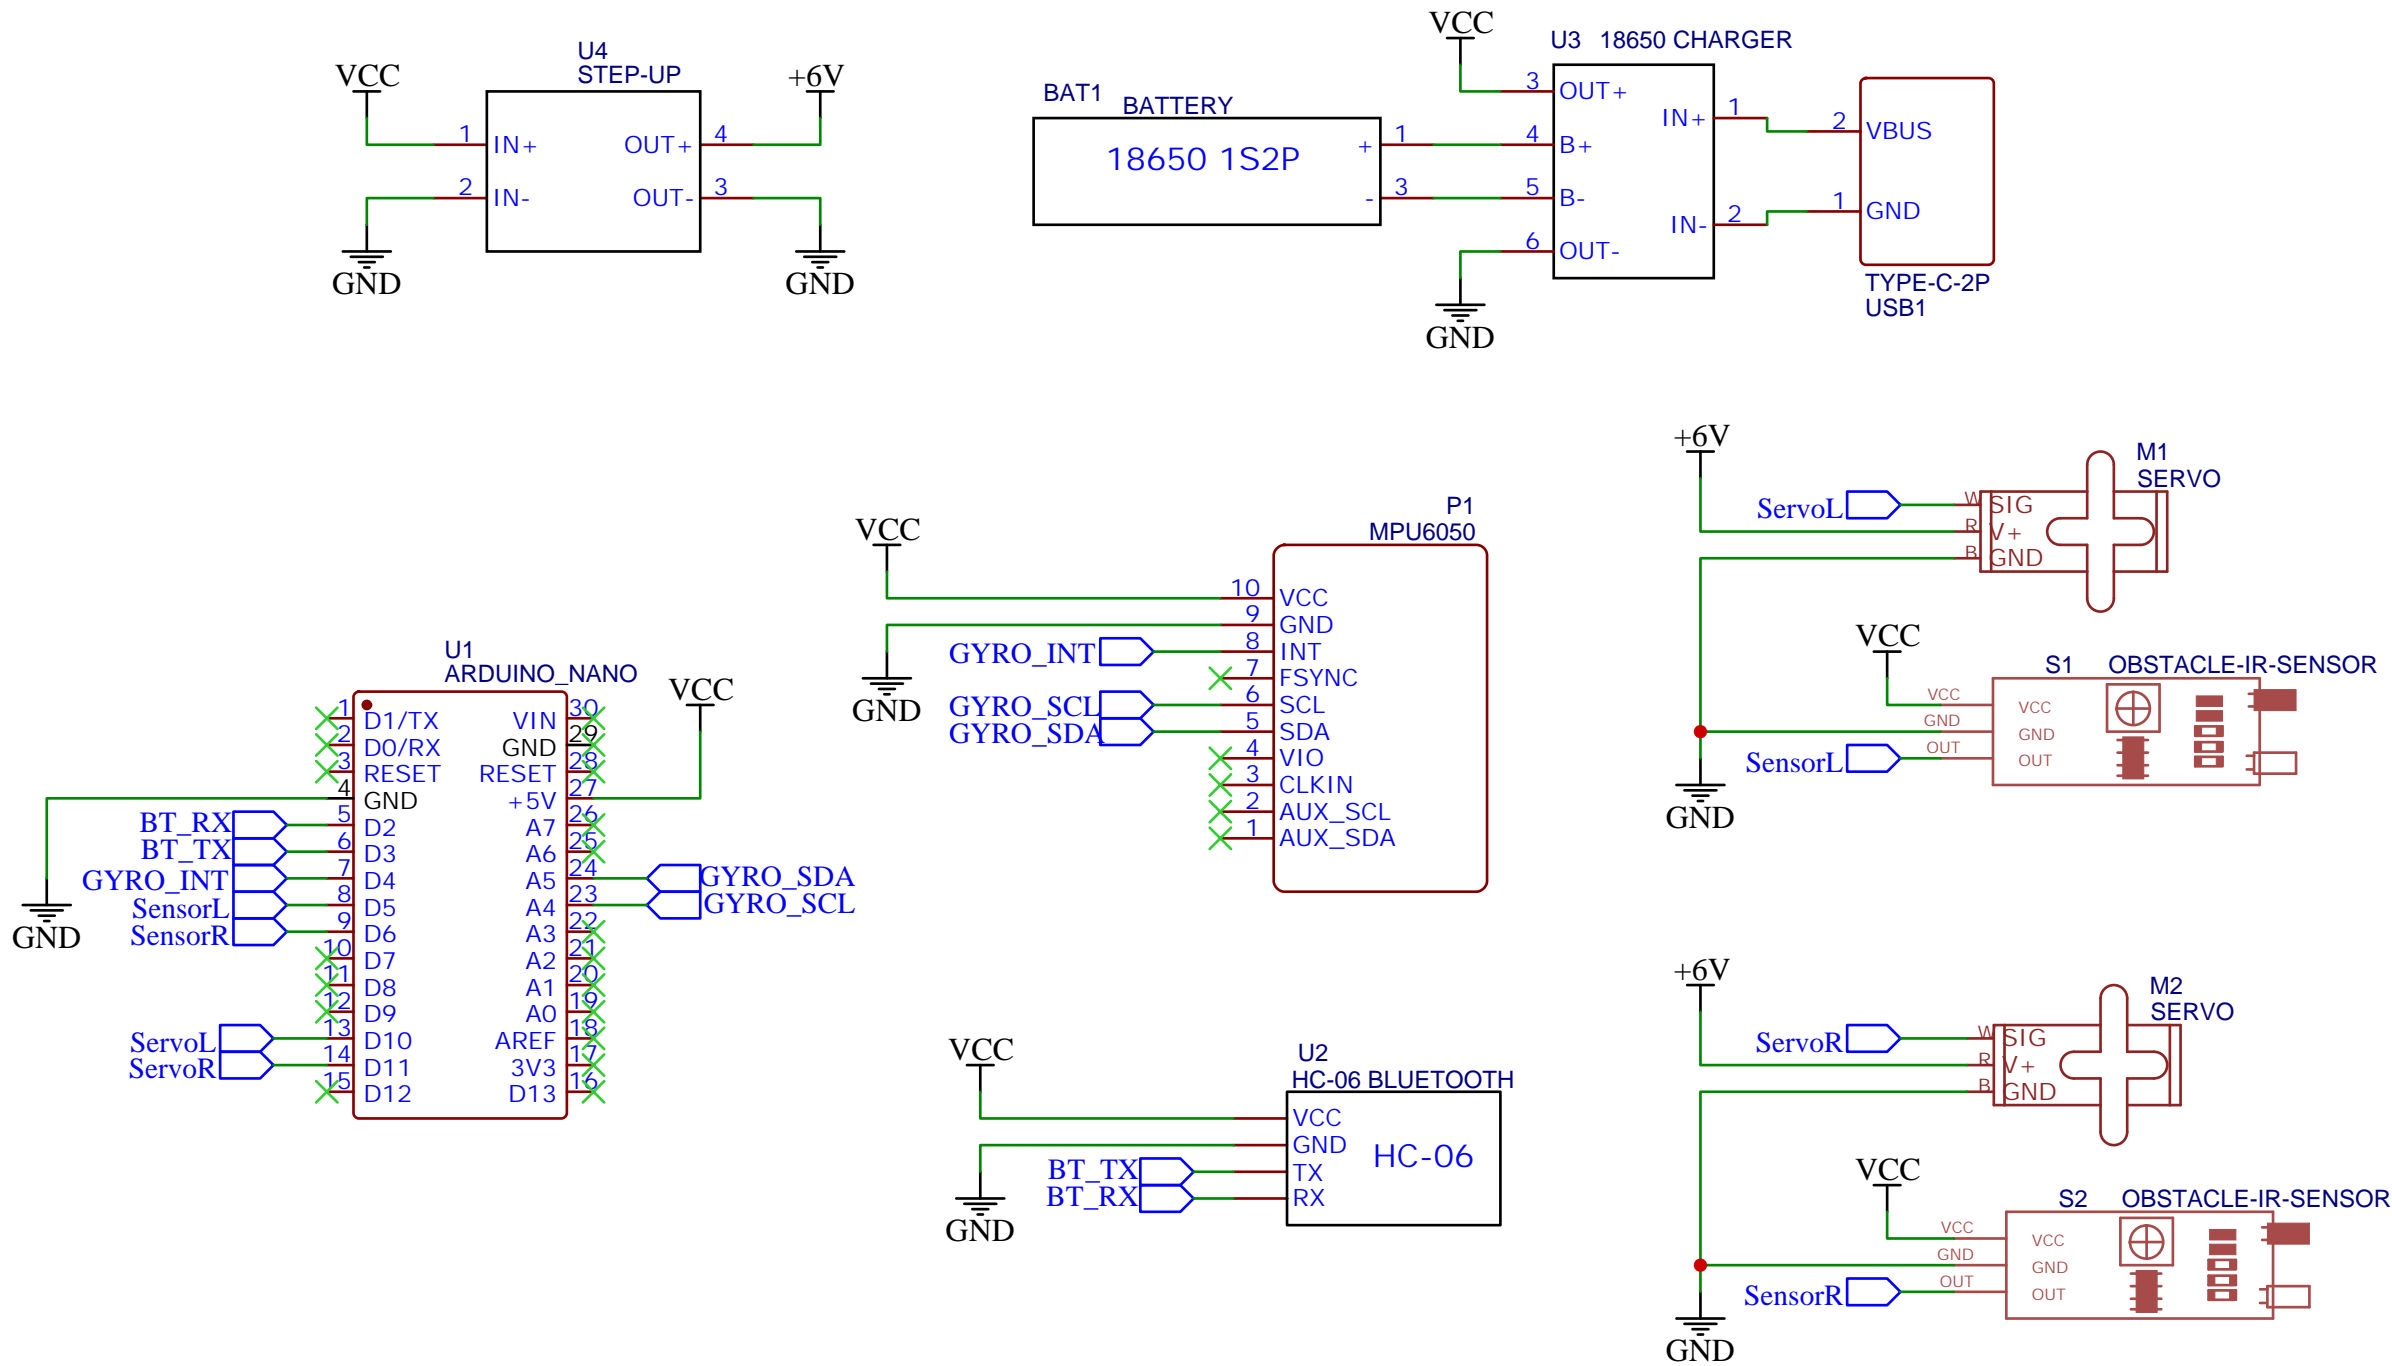 U4
STEP-UP
VCC
+6V
1
IN+
OUT+
4
2
IN-
OUT-
3
GND
GND
VCC
U3 18650 CHARGER
BAT1 BATTERY
18650 1S2P
+
1
-
3
3
OUT+
4
B+
5
B-
6
OUT-
IN+
1
IN-
2
GND
2
VBUS
1
GND
TYPE-C-2P
USB1
U1
ARDUINO_NANO
VCC
1
D1/TX
2
D0/RX
3
RESET
4
GND
BT_RX
5
D2
BT_TX
6
D3
GYRO_INT
7
D4
SensorL
8
D5
SensorR
9
D6
10
D7
11
D8
12
D9
ServoL
13
D10
ServoR
14
D11
15
D12
GND
VIN
30
GND
29
RESET
28
+5V
27
A7
26
A6
25
A5
24
GYRO_SDA
A4
23
GYRO_SCL
A3
22
A2
21
A1
20
A0
19
AREF
18
3V3
17
D13
16
P1
MPU6050
VCC
10
VCC
9
GND
GYRO_INT
8
INT
7
FSYNC
GYRO_SCL
6
SCL
GYRO_SDA
5
SDA
4
VIO
3
CLKIN
2
AUX_SCL
1
AUX_SDA
GND
VCC
U2
HC-06 BLUETOOTH
VCC
GND
BT_TX
TX
BT_RX
RX
HC-06
GND
+6V
M1
SERVO
ServoL
W
SIG
R
V+
B
GND
VCC
S1 OBSTACLE-IR-SENSOR
VCC
VCC
GND
GND
SensorL
OUT
OUT
GND
+6V
M2
SERVO
ServoR
W
SIG
R
V+
B
GND
VCC
S2 OBSTACLE-IR-SENSOR
VCC
VCC
GND
GND
SensorR
OUT
OUT
GND